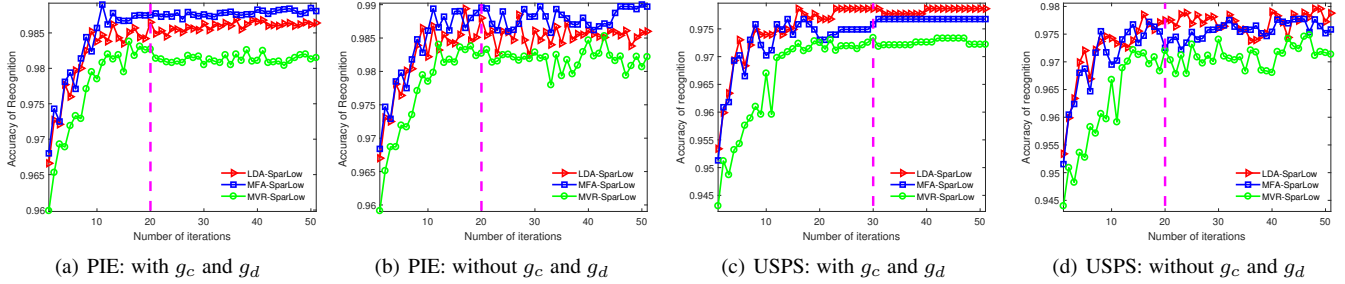 0.985
0.98
0.975
0.97
0.965
0.96
Accuracy of Recognition
10 20 30 40 50
Number of iterations
LDA-SparLow
MFA-SparLow
MVR-SparLow
(a) PIE: with g_c and g_d
0.99
0.985
0.98
0.975
0.97
0.965
0.96
Accuracy of Recognition
10 20 30 40 50
Number of iterations
LDA-SparLow
MFA-SparLow
MVR-SparLow
(b) PIE: without g_c and g_d
0.975
0.97
0.965
0.96
0.955
0.95
0.945
Accuracy of recognition
10 20 30 40 50
Number of iterations
LDA-SparLow
MFA-SparLow
MVR-SparLow
(c) USPS: with g_c and g_d
0.98
0.975
0.97
0.965
0.96
0.955
0.95
0.945
Accuracy of recognition
10 20 30 40 50
Number of iterations
LDA-SparLow
MFA-SparLow
MVR-SparLow
(d) USPS: without g_c and g_d